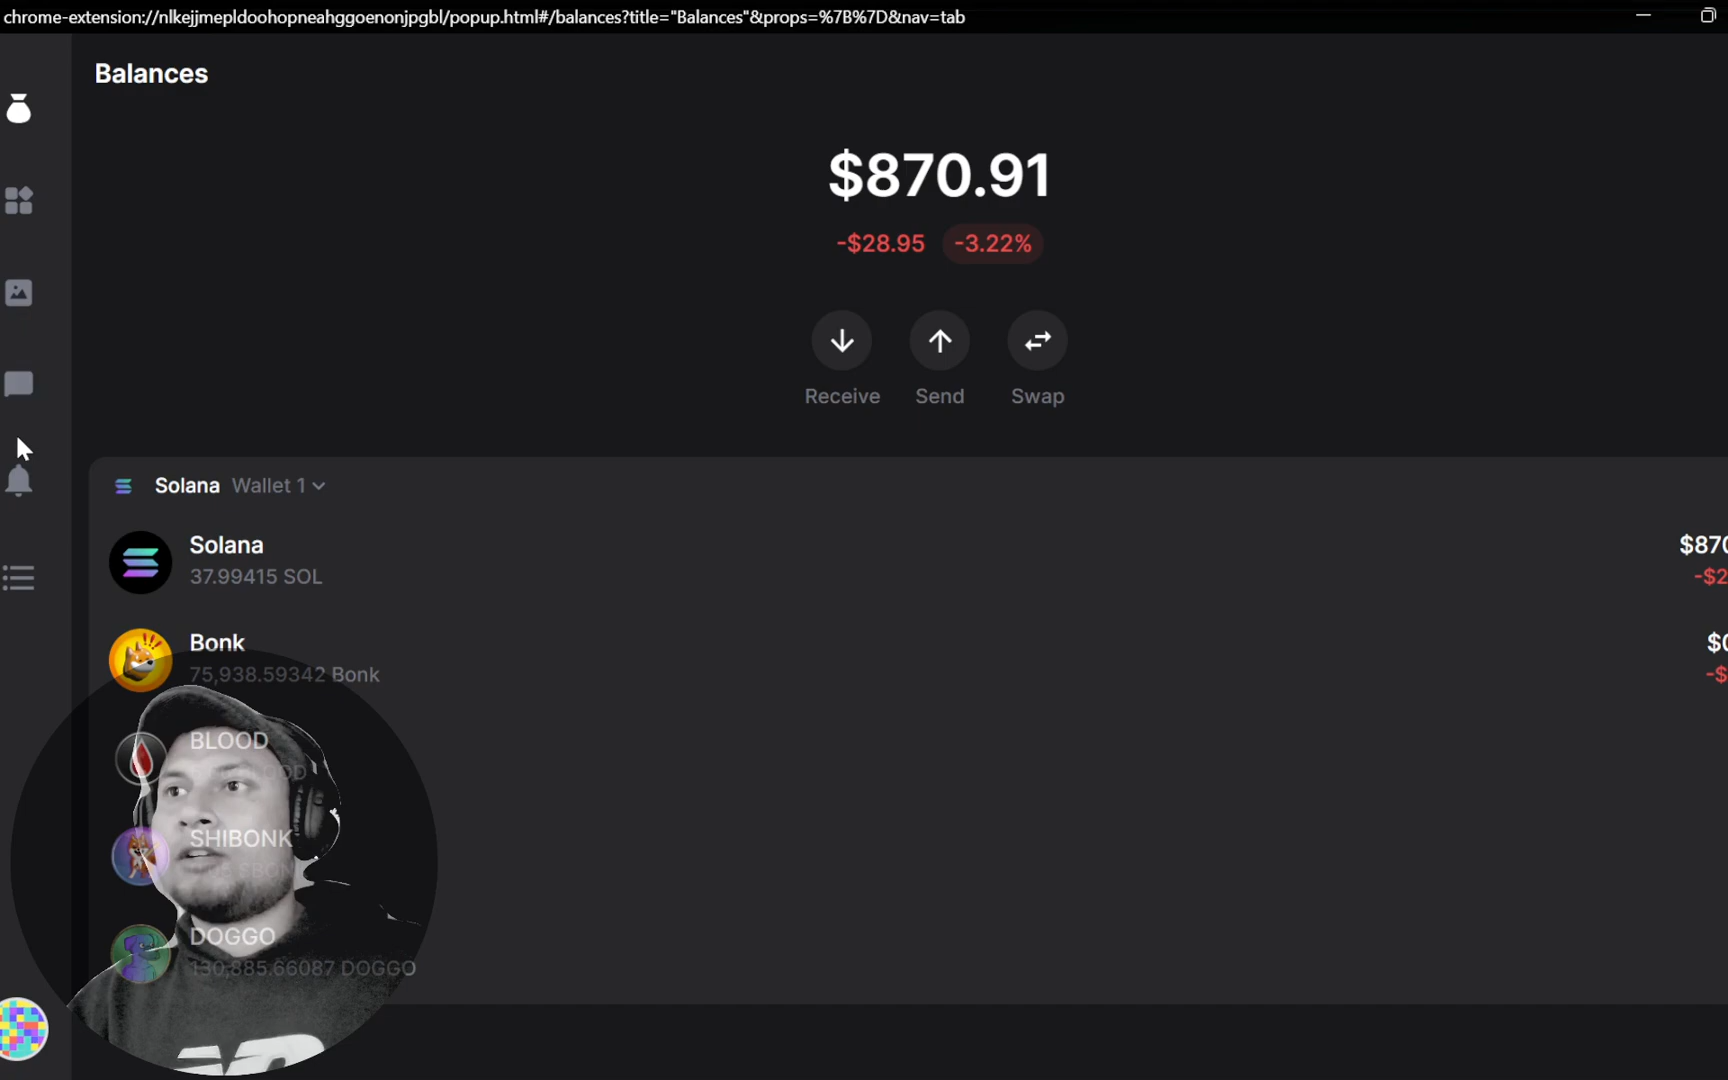 chrome-extension://nlkejjmepldoohopneahggoenonjpgbl/popup.html#/balances?title="Balances"&props=%7B%7D&nav=tab
Balances
$870.91
-$28.95 -3.22%
Receive Send Swap
Solana Wallet 1
Solana $870
37.99415 SOL -$2
Bonk $0
75,938.59342 Bonk -$
BLOOD
SHIBONK
DOGGO
130,885.66087 DOGGO